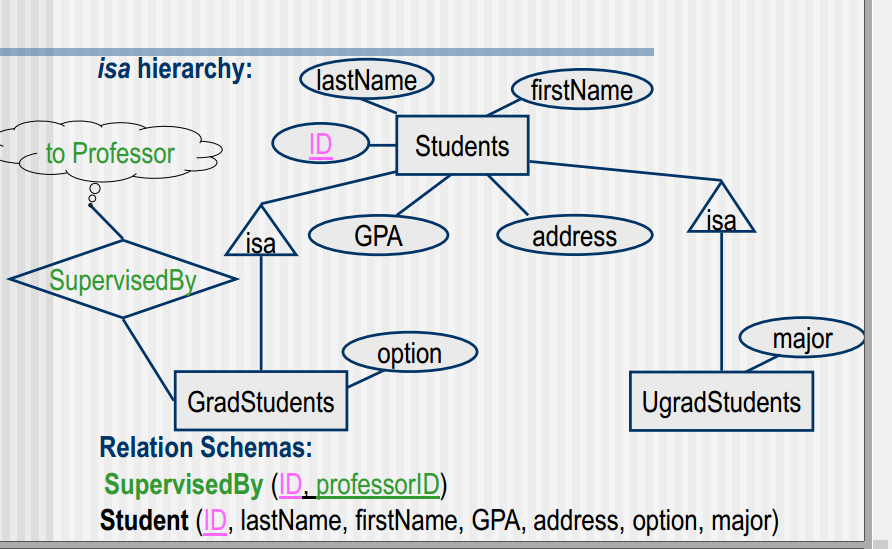 isa hierarchy:
lastName
firstName
to Professor
ID
Students
isa
GPA
address
isa
SupervisedBy
option
major
GradStudents
UgradStudents
Relation Schemas:
SupervisedBy (ID, professorID)
Student (ID, lastName, firstName, GPA, address, option, major)